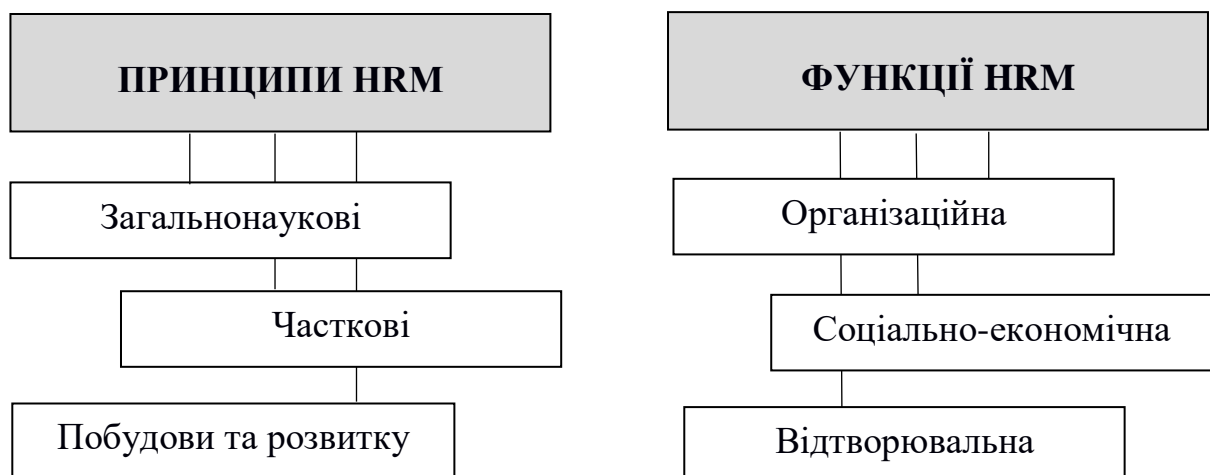 ПРИНЦИПИ HRM
Загальнонаукові
Часткові
Побудови та розвитку
ФУНКЦІЇ HRM
Організаційна
Соціально-економічна
Відтворювальна